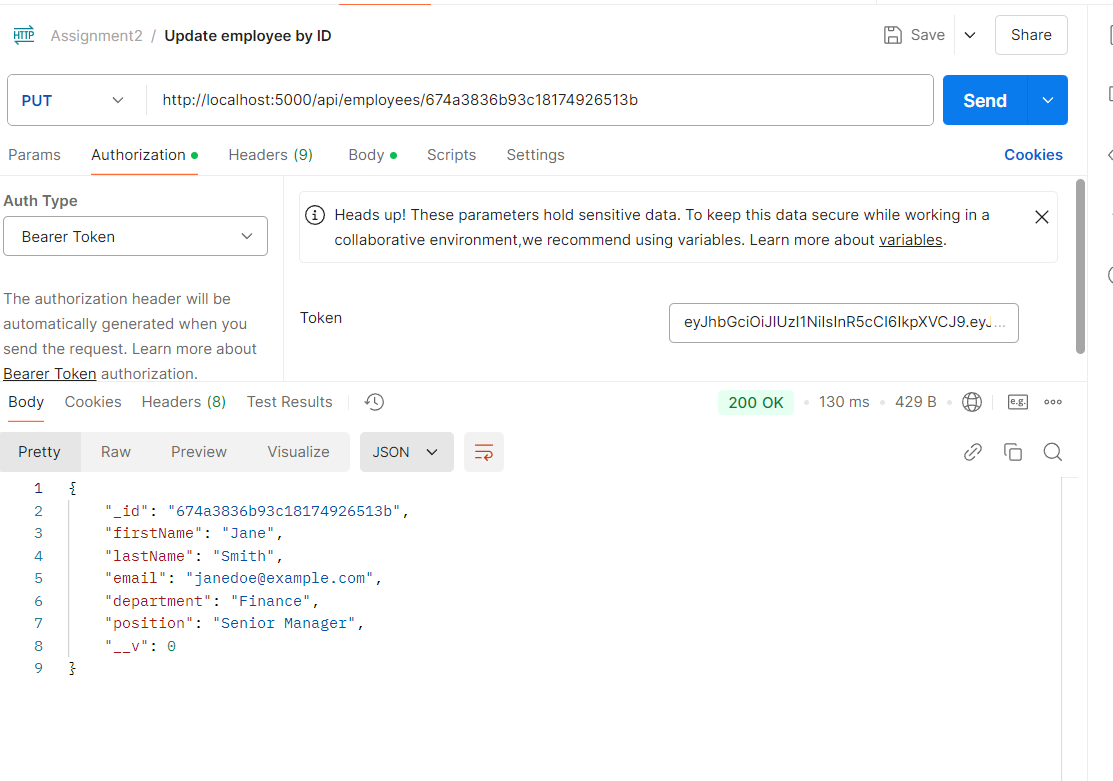 HTTP Assignment2 / Update employee by ID Save Share
PUT http://localhost:5000/api/employees/674a3836b93c18174926513b Send
Params Authorization Headers (9) Body Scripts Settings Cookies
Auth Type
Bearer Token
Heads up! These parameters hold sensitive data. To keep this data secure while working in a
collaborative environment,we recommend using variables. Learn more about variables.
The authorization header will be
automatically generated when you
send the request. Learn more about
Bearer Token authorization.
Token eyJhbGciOiJIUzI1NiIsInR5cCI6IkpXVCJ9.eyJ...
Body Cookies Headers (8) Test Results 200 OK 130 ms 429 B e.g.
Pretty Raw Preview Visualize JSON
1 {
2 "_id": "674a3836b93c18174926513b",
3 "firstName": "Jane",
4 "lastName": "Smith",
5 "email": "janedoe@example.com",
6 "department": "Finance",
7 "position": "Senior Manager",
8 "__v": 0
9 }